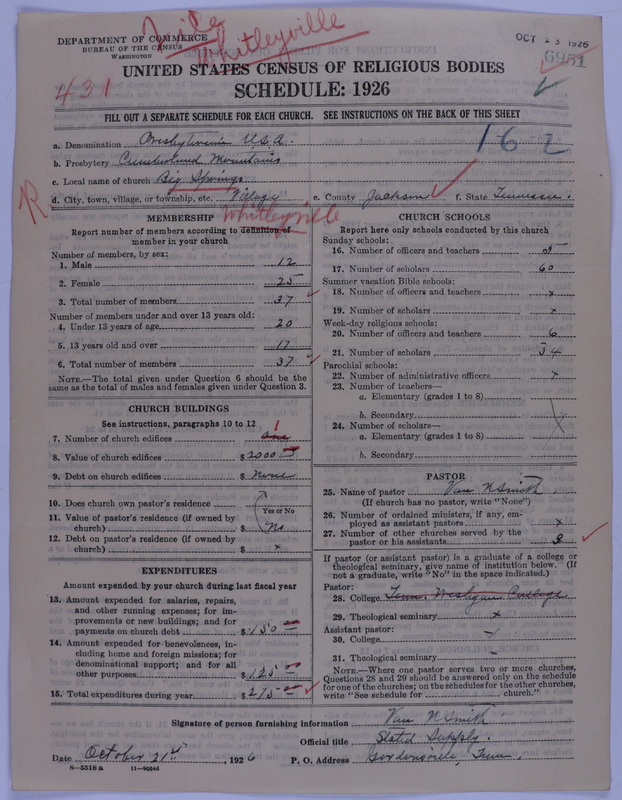 DEPARTMENT OF COMMERCE
BUREAU OF THE CENSUS
WASHINGTON
Whitleyville
OCT 23 1926
6951
UNITED STATES CENSUS OF RELIGIOUS BODIES
SCHEDULE: 1926
431
FILL OUT A SEPARATE SCHEDULE FOR EACH CHURCH. SEE INSTRUCTIONS ON THE BACK OF THIS SHEET
162
a. Denomination Presbyterian U.S.A.
b. Presbytery Cumberland Mountains
c. Local name of church Big Springs
d. City, town, village, or township, etc. Village e. County Jackson f. State Tennessee.
R
Whitleyville
MEMBERSHIP
Report number of members according to definition of
member in your church
Number of members, by sex:
1. Male 12
2. Female 25
3. Total number of members 37
Number of members under and over 13 years old:
4. Under 13 years of age 20
5. 13 years old and over 17
6. Total number of members 37
NOTE.—The total given under Question 6 should be the
same as the total of males and females given under Question 3.
CHURCH BUILDINGS
See instructions, paragraphs 10 to 12
7. Number of church edifices one 1
8. Value of church edifices $2000
9. Debt on church edifices $ None
10. Does church own pastor's residence
Yes or No
11. Value of pastor's residence (if owned by
church) $ No
12. Debt on pastor's residence (if owned by
church) $ x
EXPENDITURES
Amount expended by your church during last fiscal year
13. Amount expended for salaries, repairs,
and other running expenses; for im-
provements or new buildings; and for
payments on church debt $150
14. Amount expended for benevolences, in-
cluding home and foreign missions; for
denominational support; and for all
other purposes $125
15. Total expenditures during year $275
CHURCH SCHOOLS
Report here only schools conducted by this church
Sunday schools:
16. Number of officers and teachers 5
17. Number of scholars 60
Summer vacation Bible schools:
18. Number of officers and teachers x
19. Number of scholars x
Week-day religious schools:
20. Number of officers and teachers 6
21. Number of scholars 34
Parochial schools:
22. Number of administrative officers x
23. Number of teachers—
a. Elementary (grades 1 to 8)
b. Secondary
24. Number of scholars—
a. Elementary (grades 1 to 8)
b. Secondary
PASTOR
25. Name of pastor Van N Smith.
(If church has no pastor, write "None")
26. Number of ordained ministers, if any, em-
ployed as assistant pastors x
27. Number of other churches served by the
pastor or his assistants 3
If pastor (or assistant pastor) is a graduate of a college or
theological seminary, give name of institution below. (If
not a graduate, write "No" in the space indicated.)
Pastor:
28. College Tenn. Wesleyan College
29. Theological seminary x
Assistant pastor:
30. College —
31. Theological seminary —
NOTE.—Where one pastor serves two or more churches,
Questions 28 and 29 should be answered only on the schedule
for one of the churches; on the schedules for the other churches,
write "See schedule for church."
Signature of person furnishing information Van N Smith
Official title Stated Supply.
Date October 21st, 1926 P. O. Address Gordonsville, Tenn.
8—5518a 11—9064d